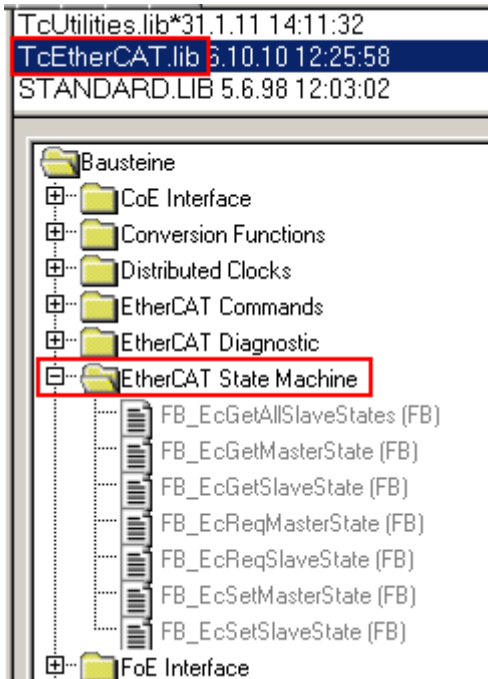 TcUtilities.lib*31.1.11 14:11:32
TcEtherCAT.lib 6.10.10 12:25:58
STANDARD.LIB 5.6.98 12:03:02
Bausteine
CoE Interface
Conversion Functions
Distributed Clocks
EtherCAT Commands
EtherCAT Diagnostic
EtherCAT State Machine
FB_EcGetAllSlaveStates (FB)
FB_EcGetMasterState (FB)
FB_EcGetSlaveState (FB)
FB_EcReqMasterState (FB)
FB_EcReqSlaveState (FB)
FB_EcSetMasterState (FB)
FB_EcSetSlaveState (FB)
FoE Interface